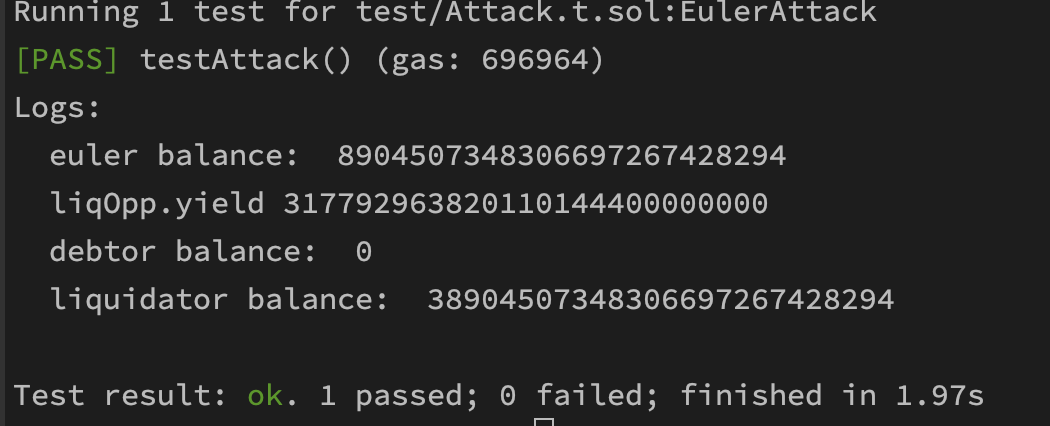 Running 1 test for test/Attack.t.sol:EulerAttack
[PASS] testAttack() (gas: 696964)
Logs:
euler balance:  8904507348306697267428294
liqOpp.yield 317792963820110144400000000
debtor balance:  0
liquidator balance:  38904507348306697267428294
Test result: ok. 1 passed; 0 failed; finished in 1.97s